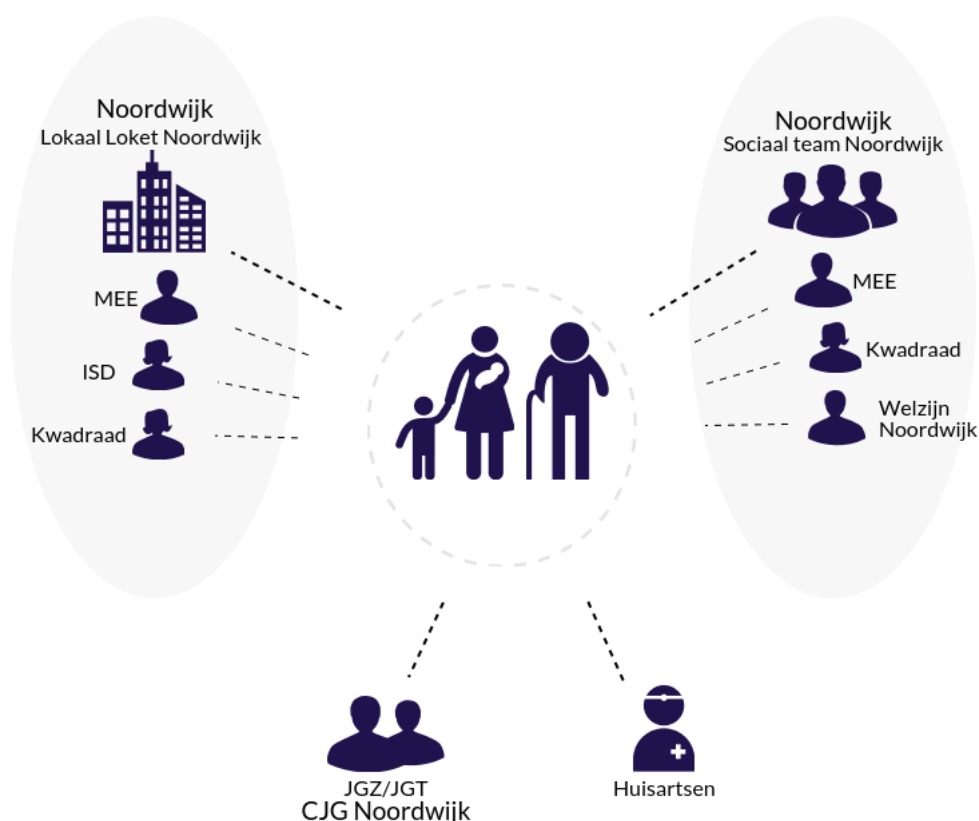 Noordwijk
Lokaal Loket Noordwijk
MEE
ISD
Kwadraad
Noordwijk
Sociaal team Noordwijk
MEE
Kwadraad
Welzijn
Noordwijk
JGZ/JGT
CJG Noordwijk
Huisartsen